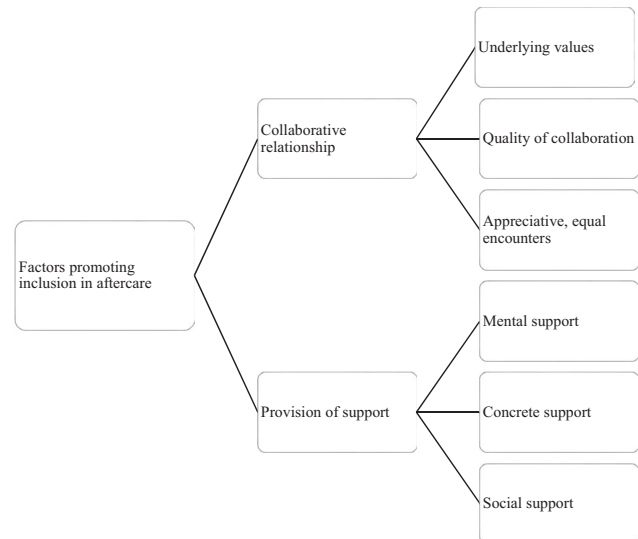 Underlying values
Collaborative
relationship
Quality of collaboration
Appreciative, equal
encounters
Factors promoting
inclusion in aftercare
Mental support
Provision of support
Concrete support
Social support